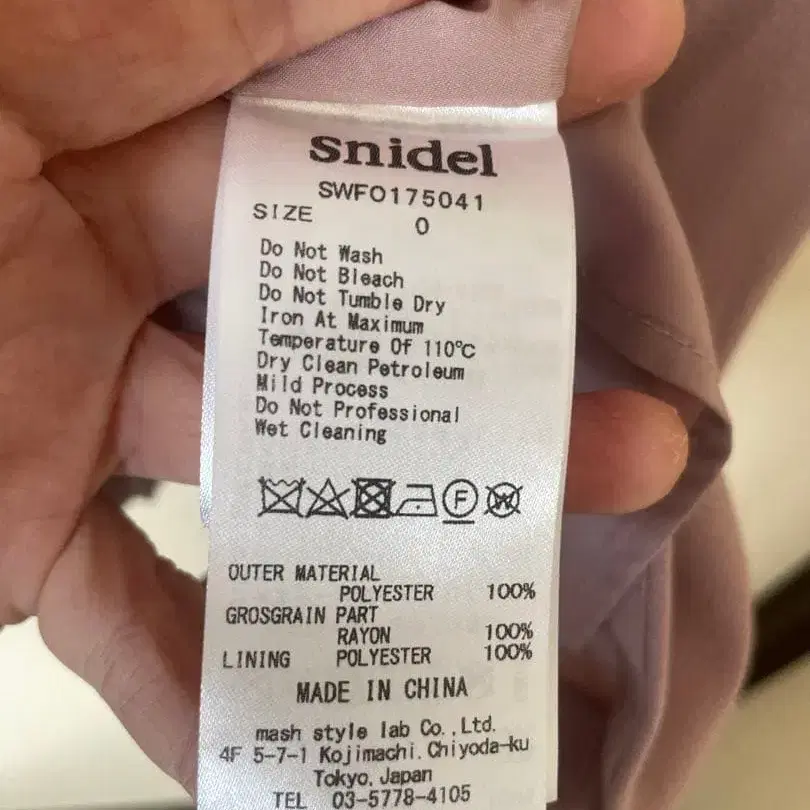 snidel
SWFO175041
SIZE 0
Do Not Wash
Do Not Bleach
Do Not Tumble Dry
Iron At Maximum
Temperature Of 110℃
Dry Clean Petroleum
Mild Process
Do Not Professional
Wet Cleaning
F W
OUTER MATERIAL
POLYESTER 100%
GROSGRAIN PART
RAYON 100%
LINING POLYESTER 100%
MADE IN CHINA
mash style lab Co.,Ltd.
4F 5-7-1 Kojimachi.Chiyoda-ku
Tokyo,Japan
TEL 03-5778-4105